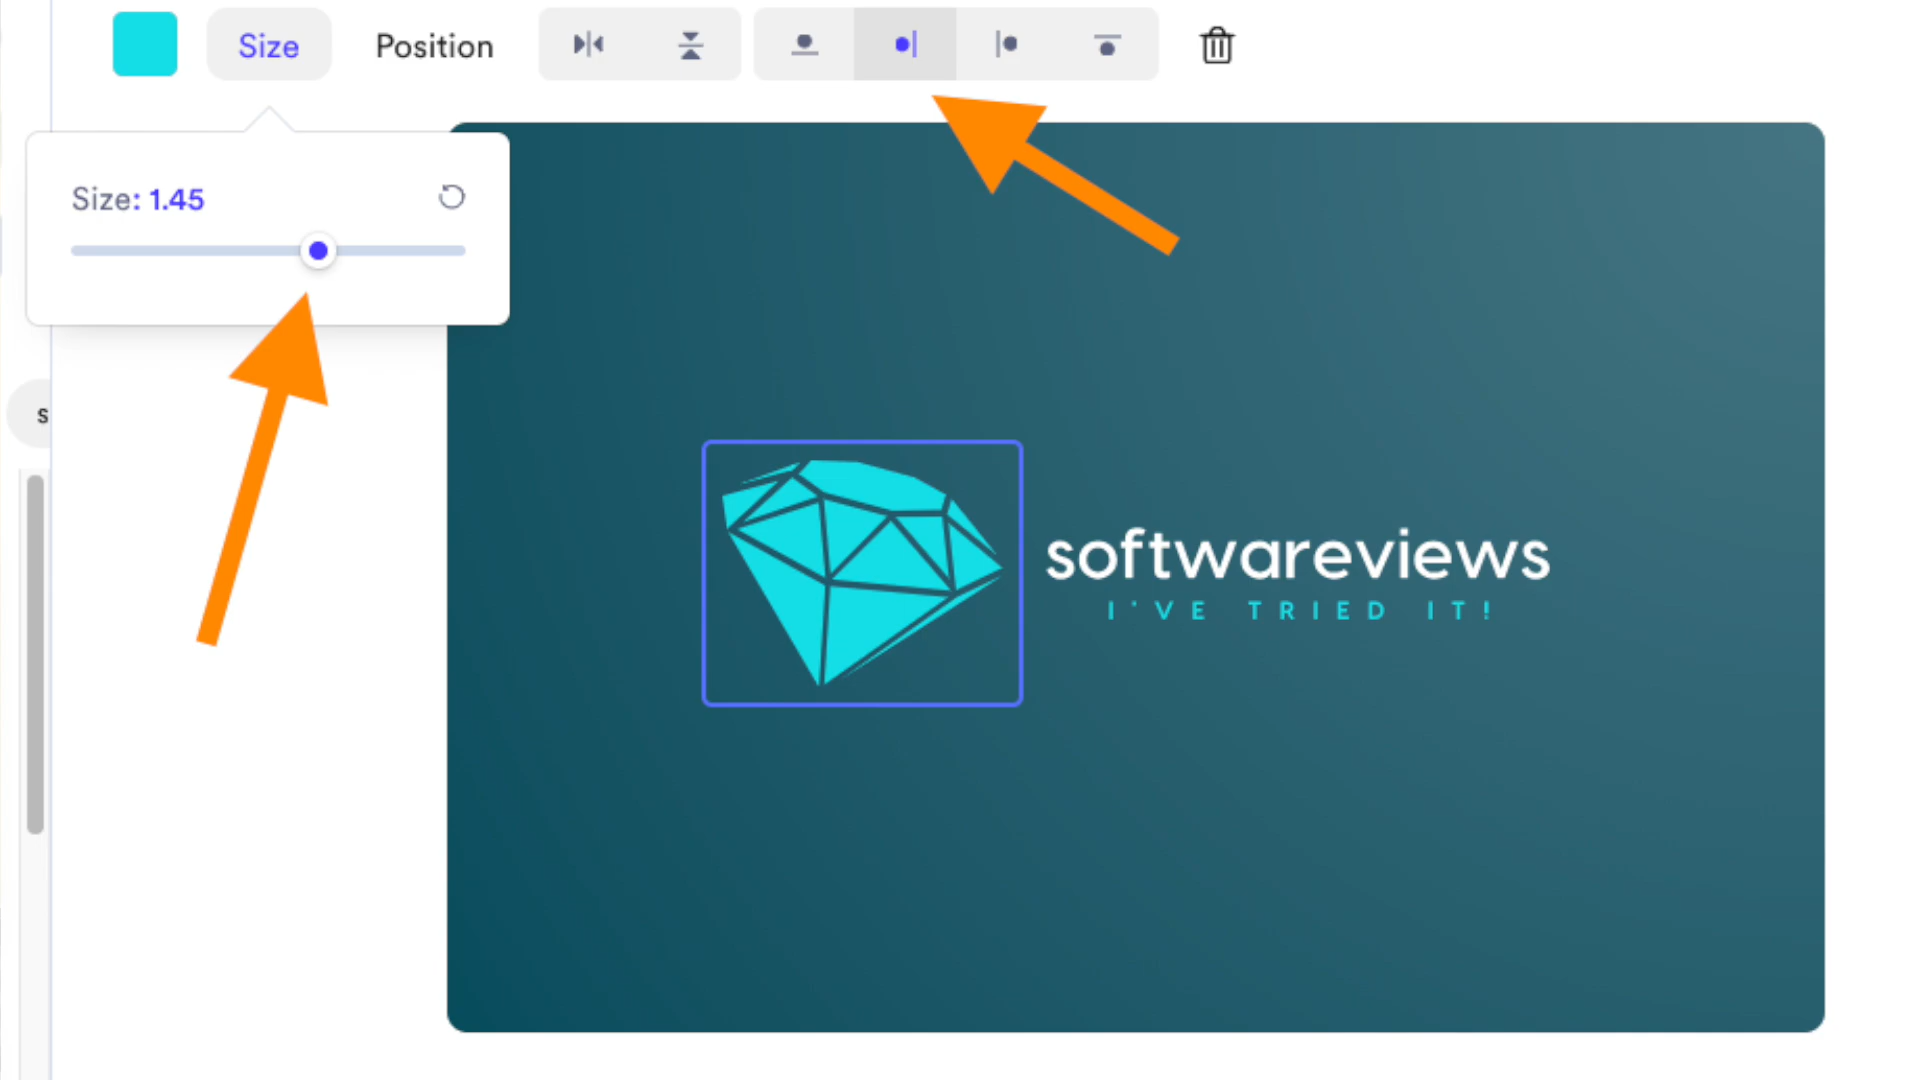 Size
Position
Size: 1.45
s
softwareviews
I'VE TRIED IT!